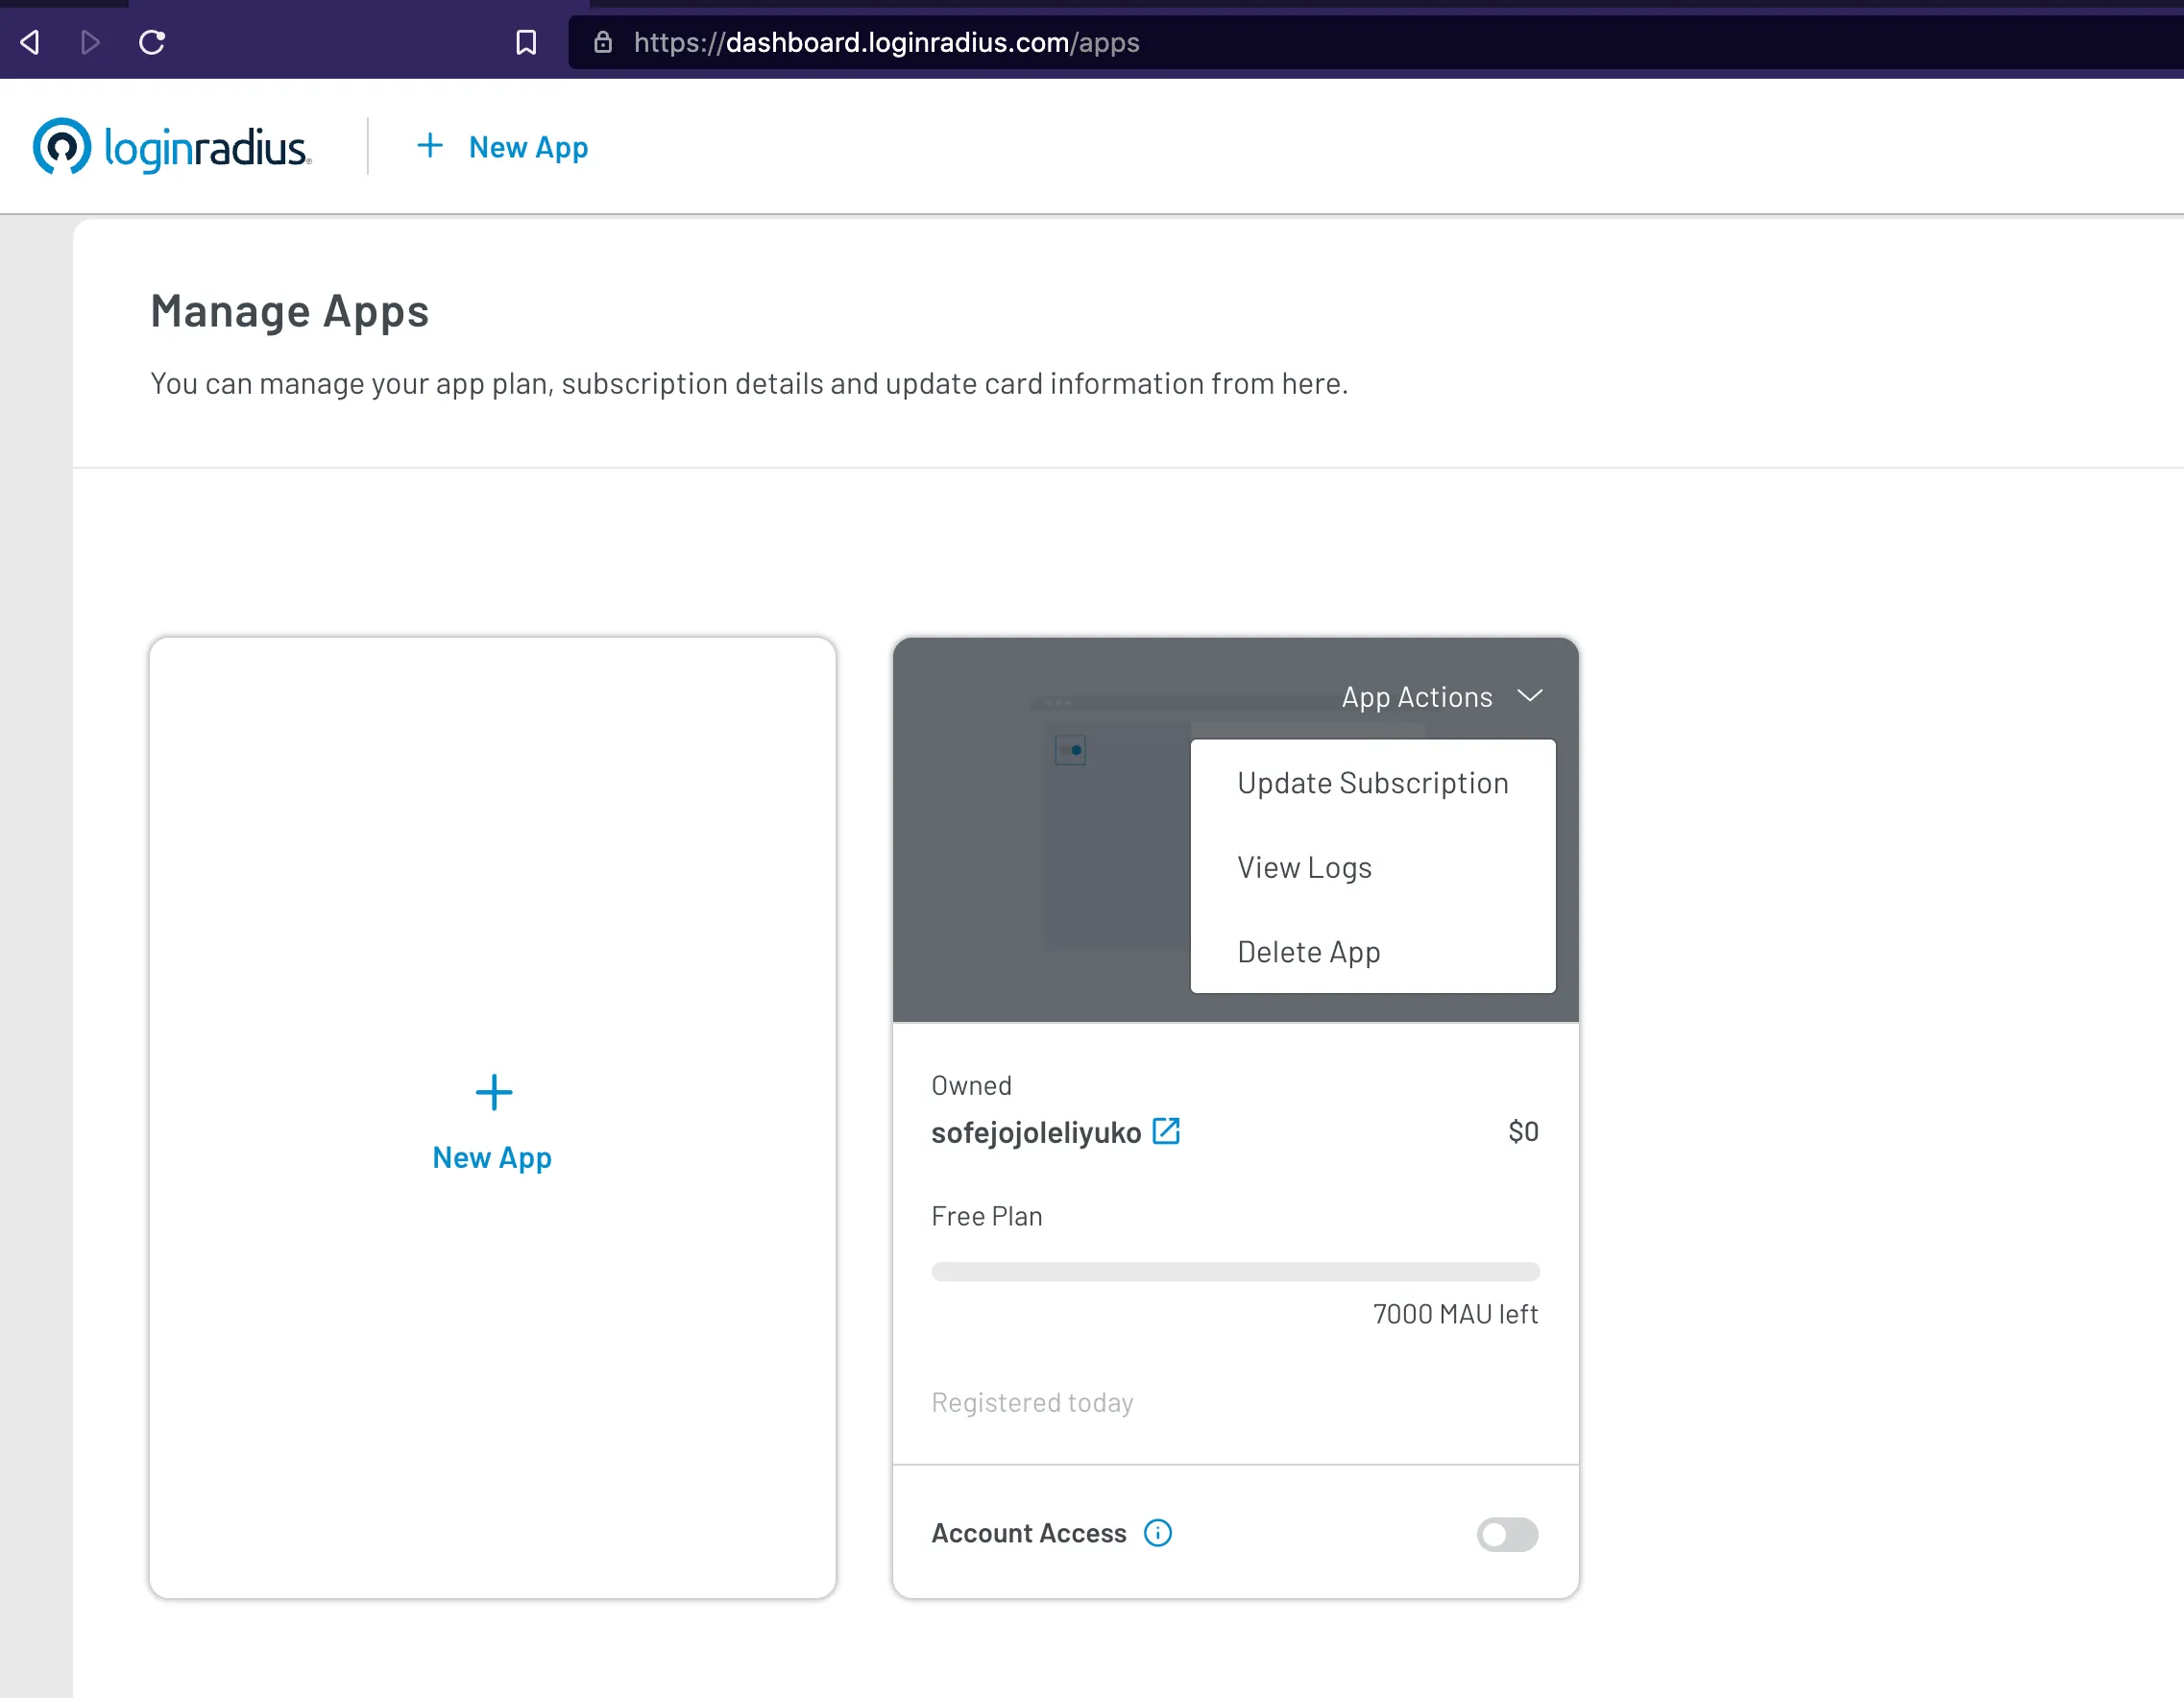 https://dashboard.loginradius.com/apps
loginradius®
+ New App
Manage Apps
You can manage your app plan, subscription details and update card information from here.
+
New App
App Actions
Update Subscription
View Logs
Delete App
Owned
sofejojoleliyuko
$0
Free Plan
7000 MAU left
Registered today
Account Access